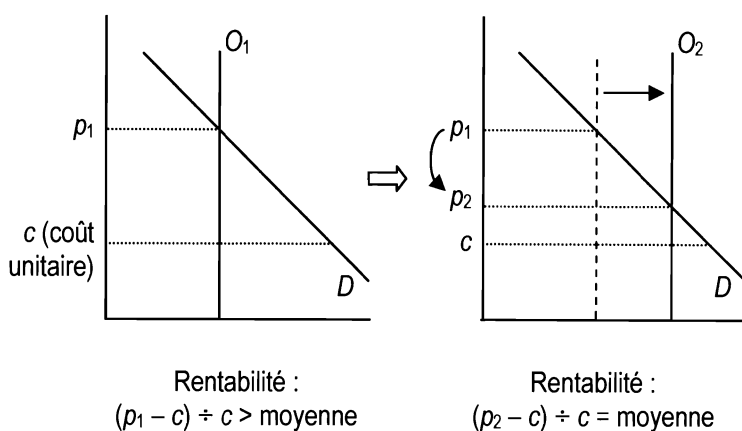 O₁
p₁
c (coût
unitaire)
D
Rentabilité :
(p₁ – c) ÷ c > moyenne
O₂
p₁
p₂
c
D
Rentabilité :
(p₂ – c) ÷ c = moyenne